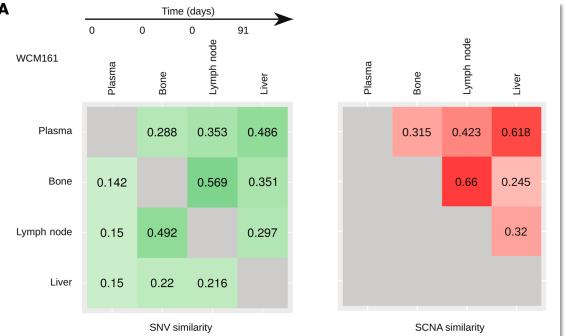 A
Time (days)
0 0 0 91
WCM161
Plasma Bone Lymph node Liver
Plasma 0.288 0.353 0.486
Bone 0.142 0.569 0.351
Lymph node 0.15 0.492 0.297
Liver 0.15 0.22 0.216
SNV similarity
Plasma Bone Lymph node Liver
0.315 0.423 0.618
0.66 0.245
0.32
SCNA similarity